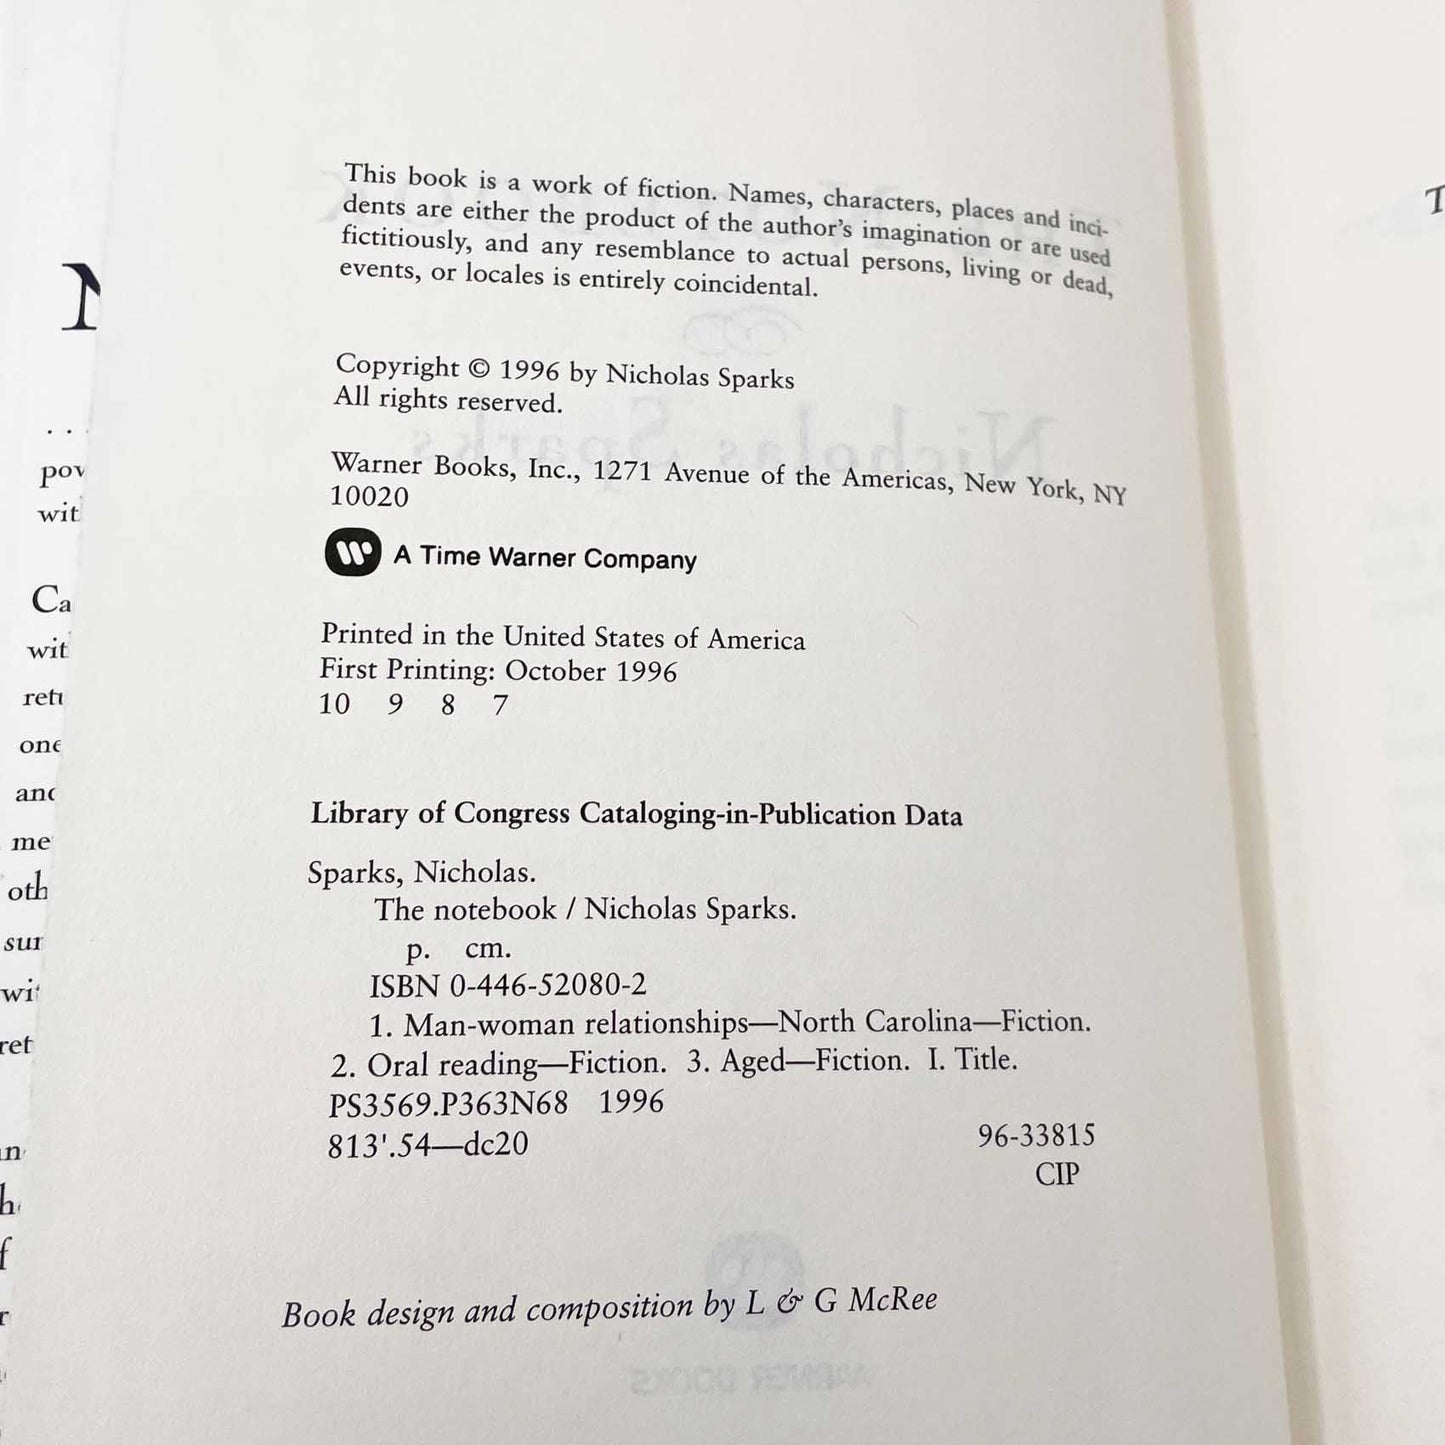 This book is a work of fiction. Names, characters, places and inci-
dents are either the product of the author's imagination or are used
fictitiously, and any resemblance to actual persons, living or dead,
events, or locales is entirely coincidental.
Copyright © 1996 by Nicholas Sparks
All rights reserved.
Warner Books, Inc., 1271 Avenue of the Americas, New York, NY
10020
A Time Warner Company
Printed in the United States of America
First Printing: October 1996
10 9 8 7
Library of Congress Cataloging-in-Publication Data
Sparks, Nicholas.
The notebook / Nicholas Sparks.
p. cm.
ISBN 0-446-52080-2
1. Man-woman relationships—North Carolina—Fiction.
2. Oral reading—Fiction. 3. Aged—Fiction. I. Title.
PS3569.P363N68 1996
813'.54—dc20
96-33815
CIP
Book design and composition by L & G McRee